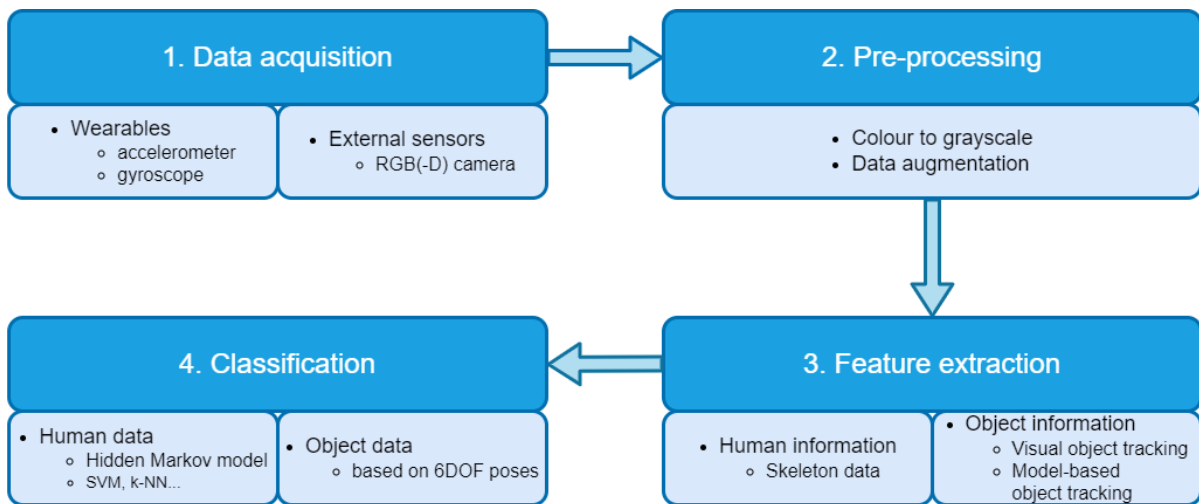 1. Data acquisition
• Wearables
◦ accelerometer
◦ gyroscope
• External sensors
◦ RGB(-D) camera
2. Pre-processing
• Colour to grayscale
• Data augmentation
4. Classification
• Human data
◦ Hidden Markov model
◦ SVM, k-NN...
• Object data
◦ based on 6DOF poses
3. Feature extraction
• Human information
◦ Skeleton data
• Object information
◦ Visual object tracking
◦ Model-based
object tracking